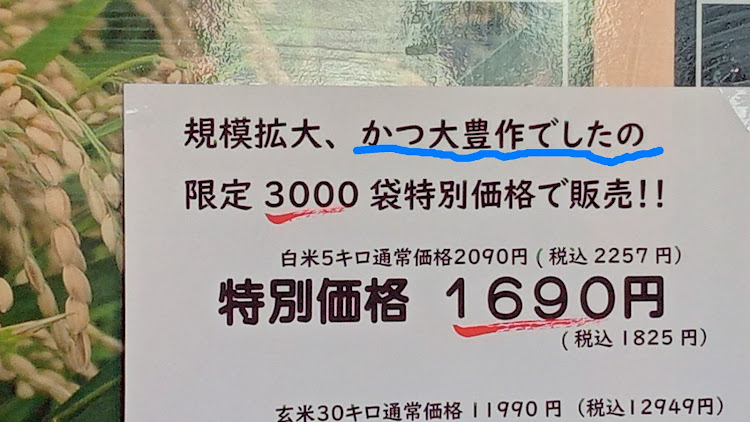 規模拡大、かつ大豊作でしたの
限定3000袋特別価格で販売!!
白米5キロ通常価格2090円(税込2257円)
特別価格 1690円
(税込1825円)
玄米30キロ通常価格11990円(税込12949円)